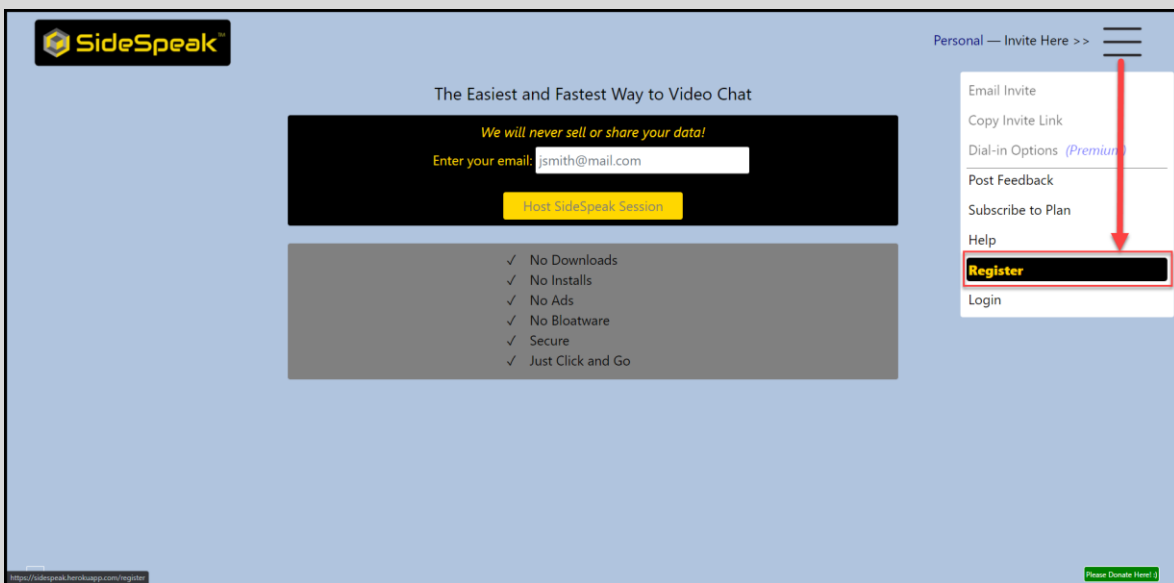 SideSpeak™
Personal — Invite Here >>
The Easiest and Fastest Way to Video Chat
We will never sell or share your data!
Enter your email: jsmith@mail.com
Host SideSpeak Session
✓ No Downloads
✓ No Installs
✓ No Ads
✓ No Bloatware
✓ Secure
✓ Just Click and Go
Email Invite
Copy Invite Link
Dial-in Options (Premium)
Post Feedback
Subscribe to Plan
Help
Register
Login
https://sidespeak.herokuapp.com/register
Please Donate Here! :)